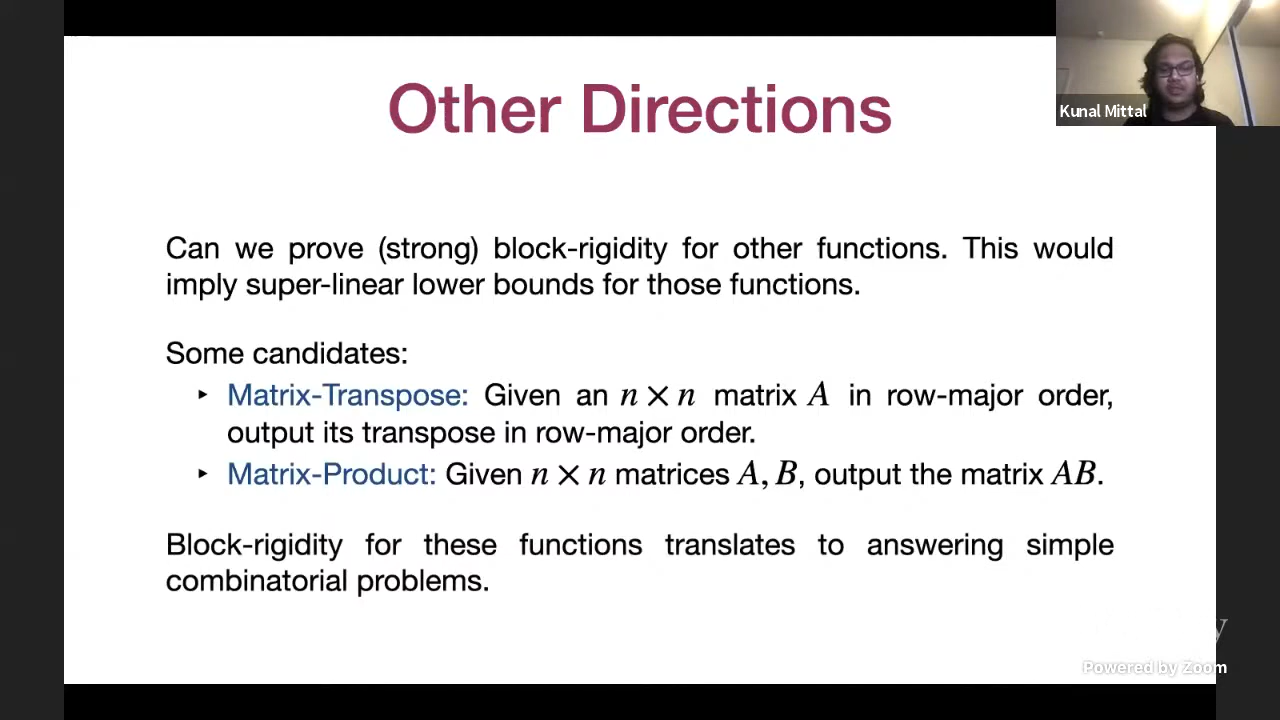 Other Directions
Kunal Mittal
Can we prove (strong) block-rigidity for other functions. This would
imply super-linear lower bounds for those functions.
Some candidates:
‣ Matrix-Transpose: Given an n × n matrix A in row-major order,
output its transpose in row-major order.
‣ Matrix-Product: Given n × n matrices A, B, output the matrix AB.
Block-rigidity for these functions translates to answering simple
combinatorial problems.
Powered by Zoom